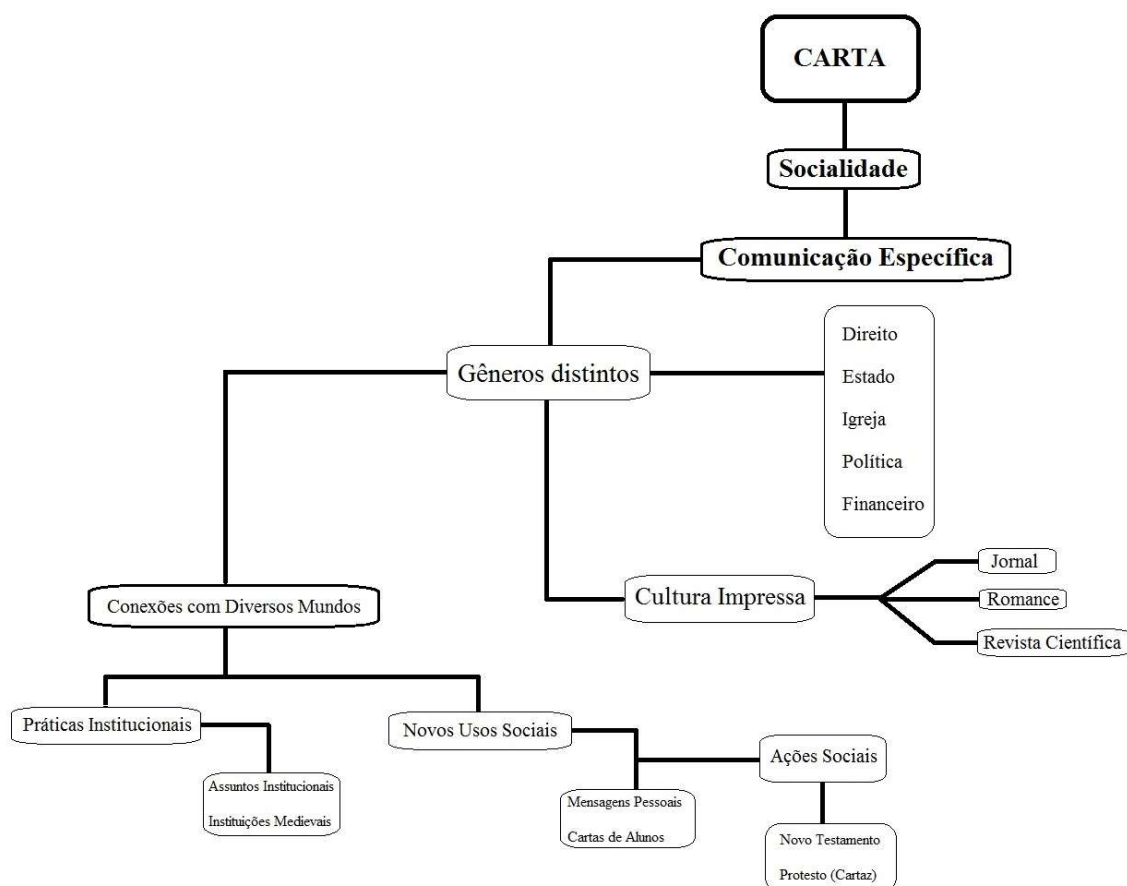 CARTA
Socialidade
Comunicação Específica
Gêneros distintos
Direito
Estado
Igreja
Política
Financeiro
Cultura Impressa
Jornal
Romance
Revista Científica
Conexões com Diversos Mundos
Práticas Institucionais
Assuntos Institucionais
Instituições Medievais
Novos Usos Sociais
Mensagens Pessoais
Cartas de Alunos
Ações Sociais
Novo Testamento
Protesto (Cartaz)